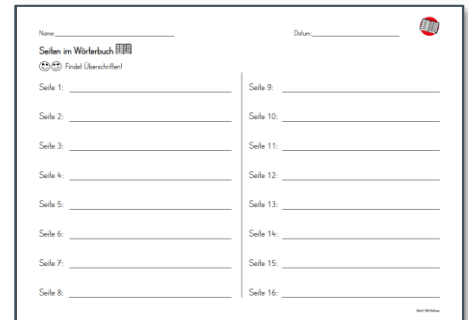 Name:
Datum:
Seiten im Wörterbuch
Findet Überschriften!
Seite 1:
Seite 2:
Seite 3:
Seite 4:
Seite 5:
Seite 6:
Seite 7:
Seite 8:
Seite 9:
Seite 10:
Seite 11:
Seite 12:
Seite 13:
Seite 14:
Seite 15:
Seite 16: